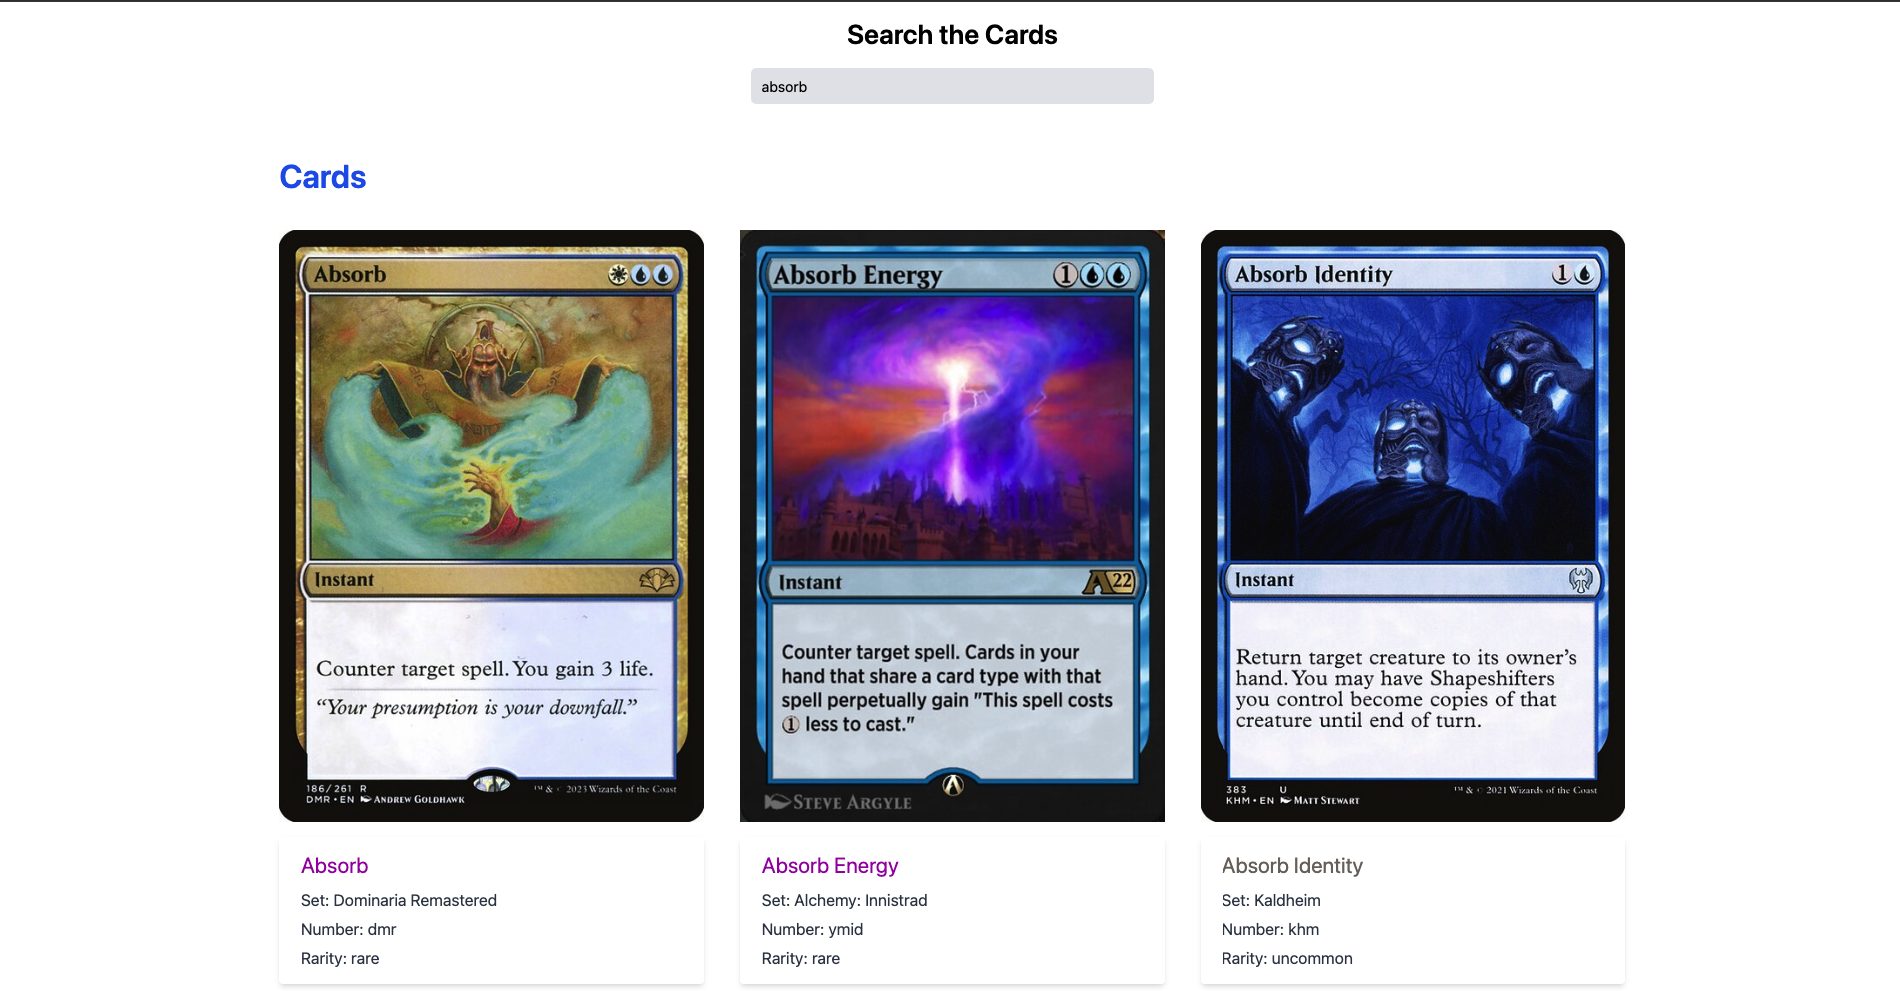 Search the Cards
absorb
Cards
Absorb
Instant
Counter target spell. You gain 3 life.
“Your presumption is your downfall.”
186/261 R
DMR • EN ANDREW GOLDHAWK
™ & © 2023 Wizards of the Coast
Absorb
Set: Dominaria Remastered
Number: dmr
Rarity: rare
Absorb Energy
1
Instant
A22
Counter target spell. Cards in your
hand that share a card type with that
spell perpetually gain "This spell costs
1 less to cast."
STEVE ARGYLE
Absorb Energy
Set: Alchemy: Innistrad
Number: ymid
Rarity: rare
Absorb Identity
1
Instant
Return target creature to its owner’s
hand. You may have Shapeshifters
you control become copies of that
creature until end of turn.
383 U
KHM • EN MATT STEWART
™ & © 2021 Wizards of the Coast
Absorb Identity
Set: Kaldheim
Number: khm
Rarity: uncommon